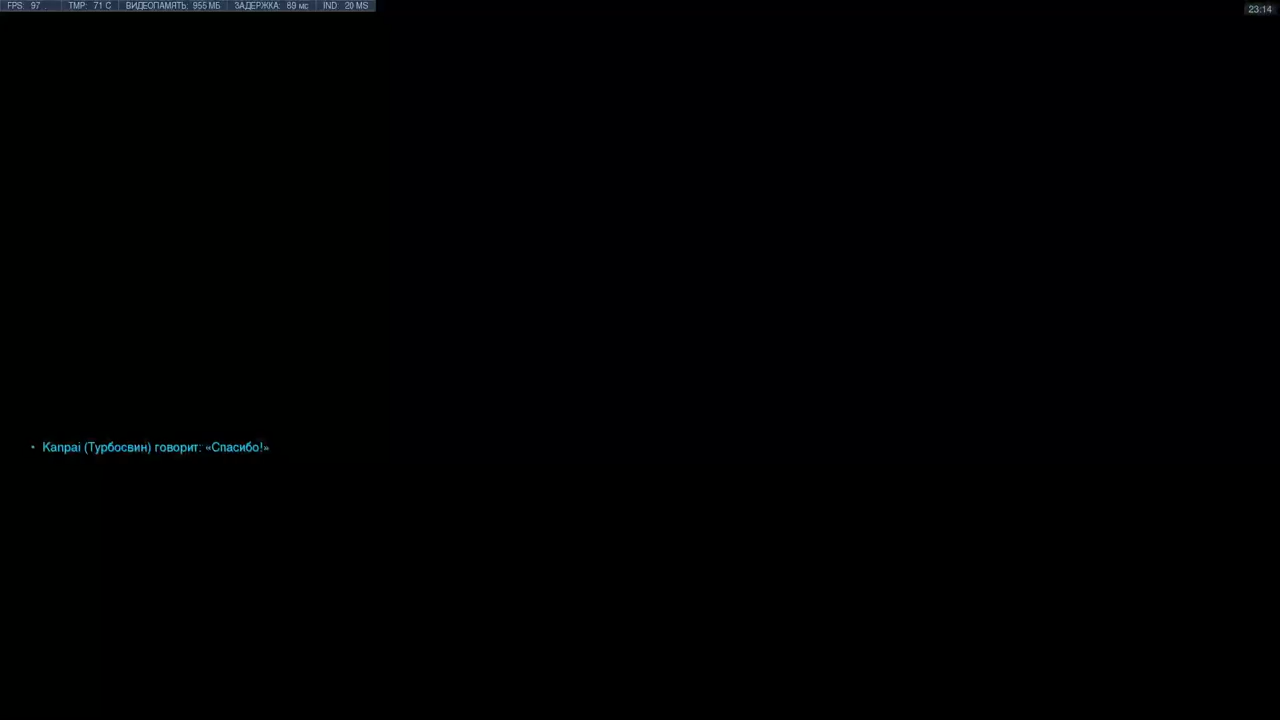 FPS: 97 TMP: 71 C ВИДЕОПАМЯТЬ: 955 МБ ЗАДЕРЖКА: 69 мс IND 20 MS
23:14
• Kanpai (Турбосвин) говорит: «Спасибо!»